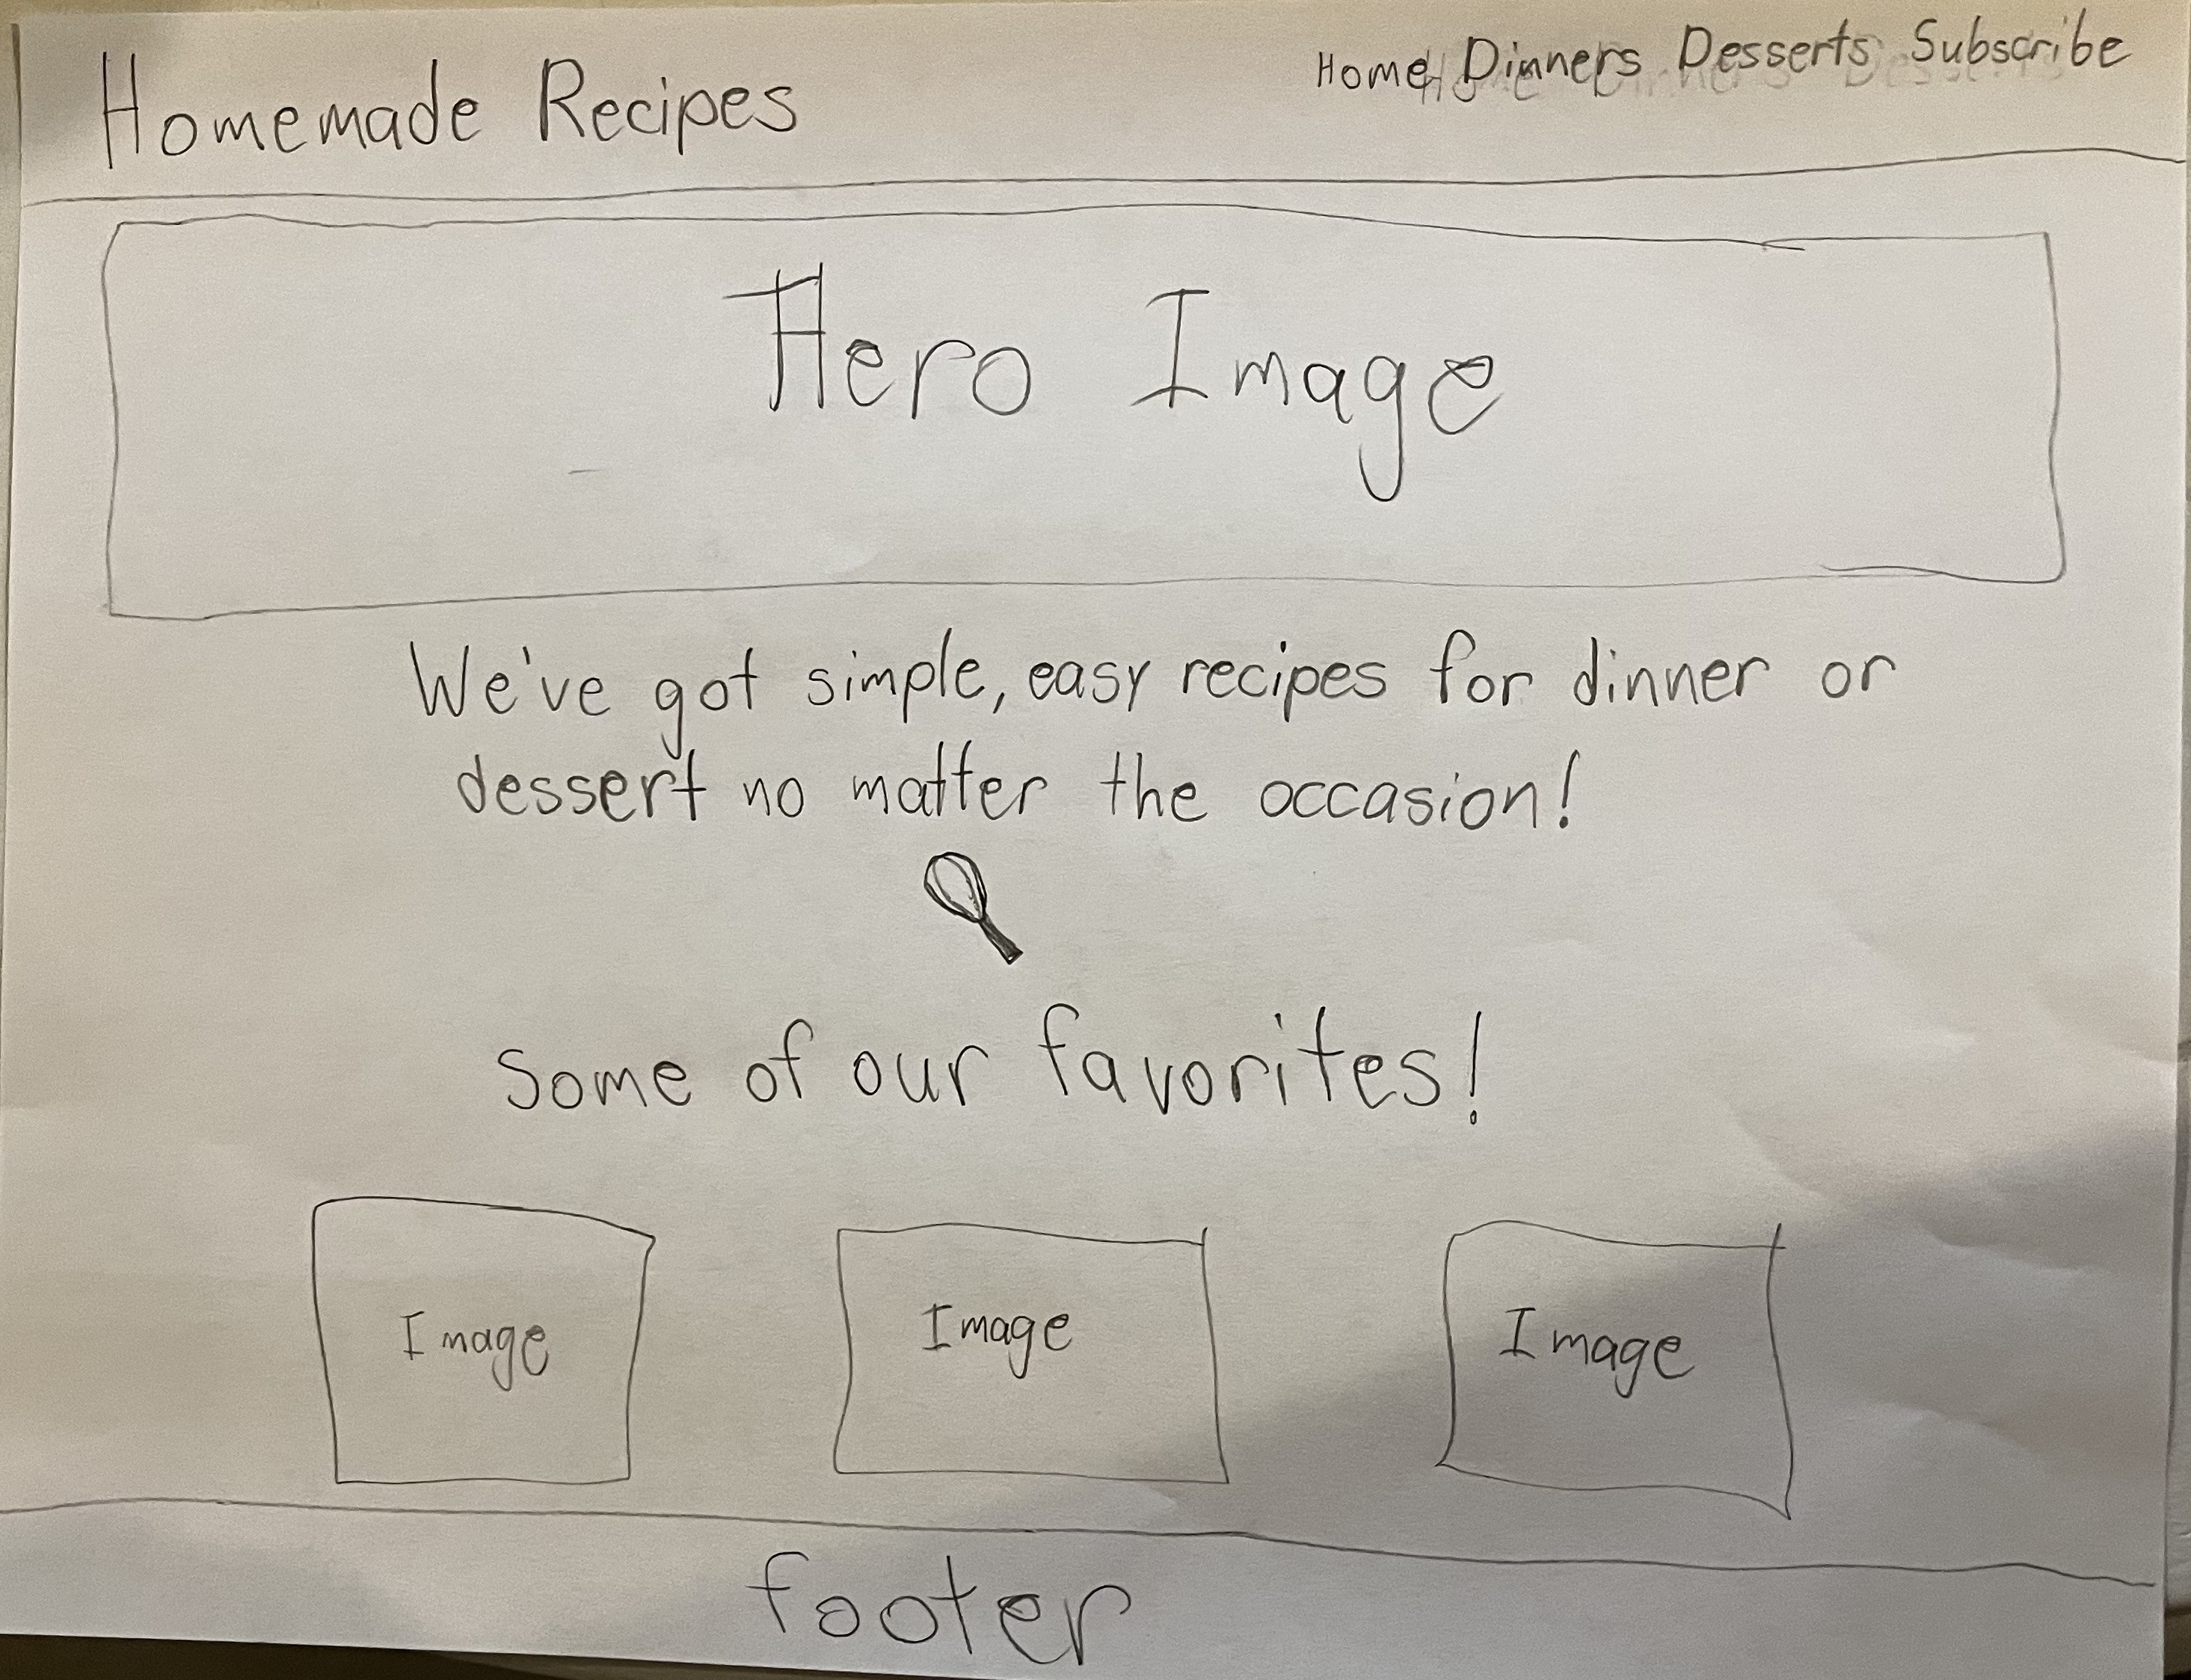 Homemade Recipes
Home Dinners Desserts Subscribe
Hero Image
We've got simple, easy recipes for dinner or
dessert no matter the occasion!
Some of our favorites!
Image Image Image
footer